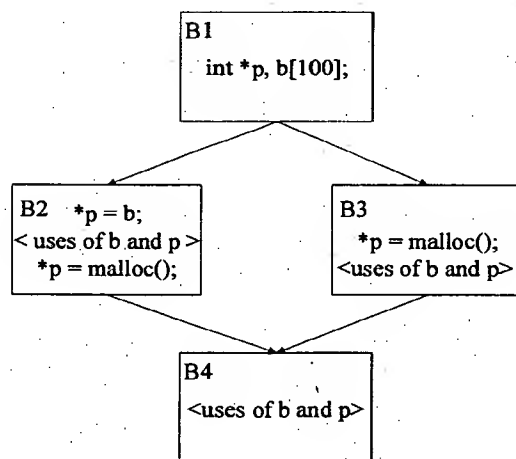 B1
int *p, b[100];
B2 *p = b;
< uses of b and p >
*p = malloc();
B3
*p = malloc();
<uses of b and p>
B4
<uses of b and p>